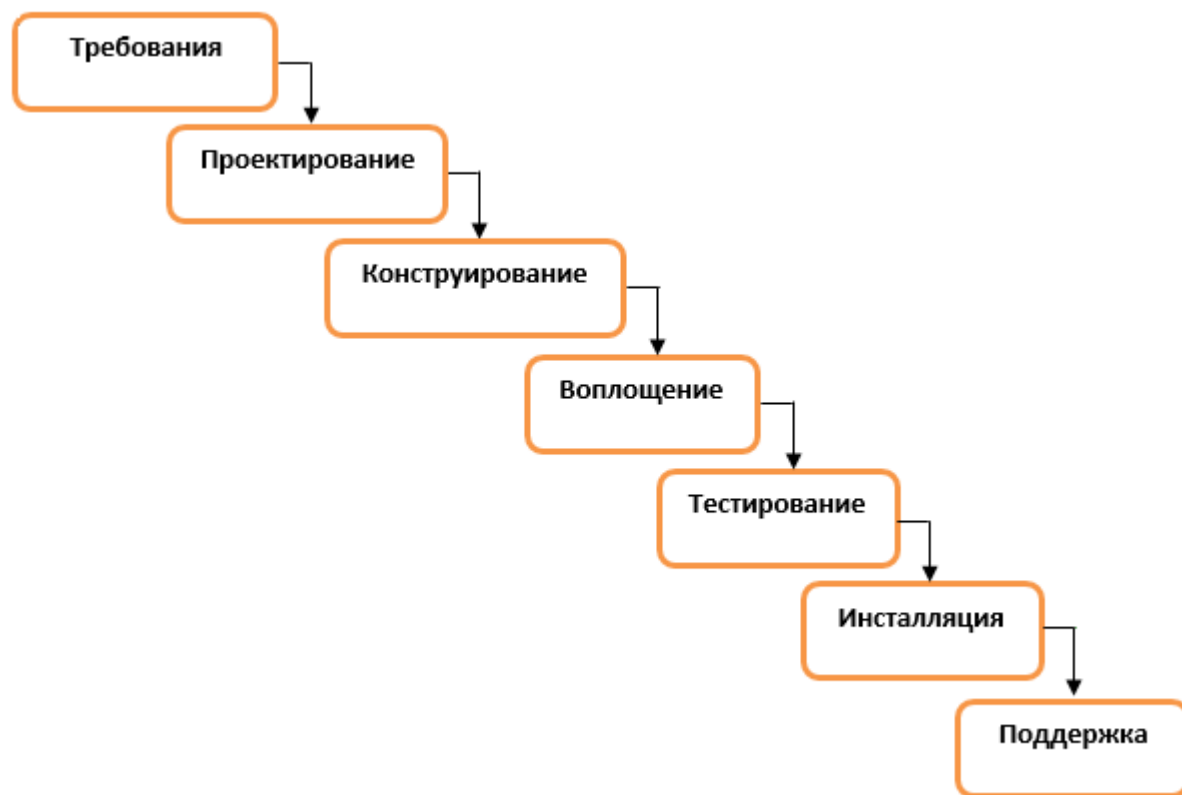 Требования
Проектирование
Конструирование
Воплощение
Тестирование
Инсталляция
Поддержка